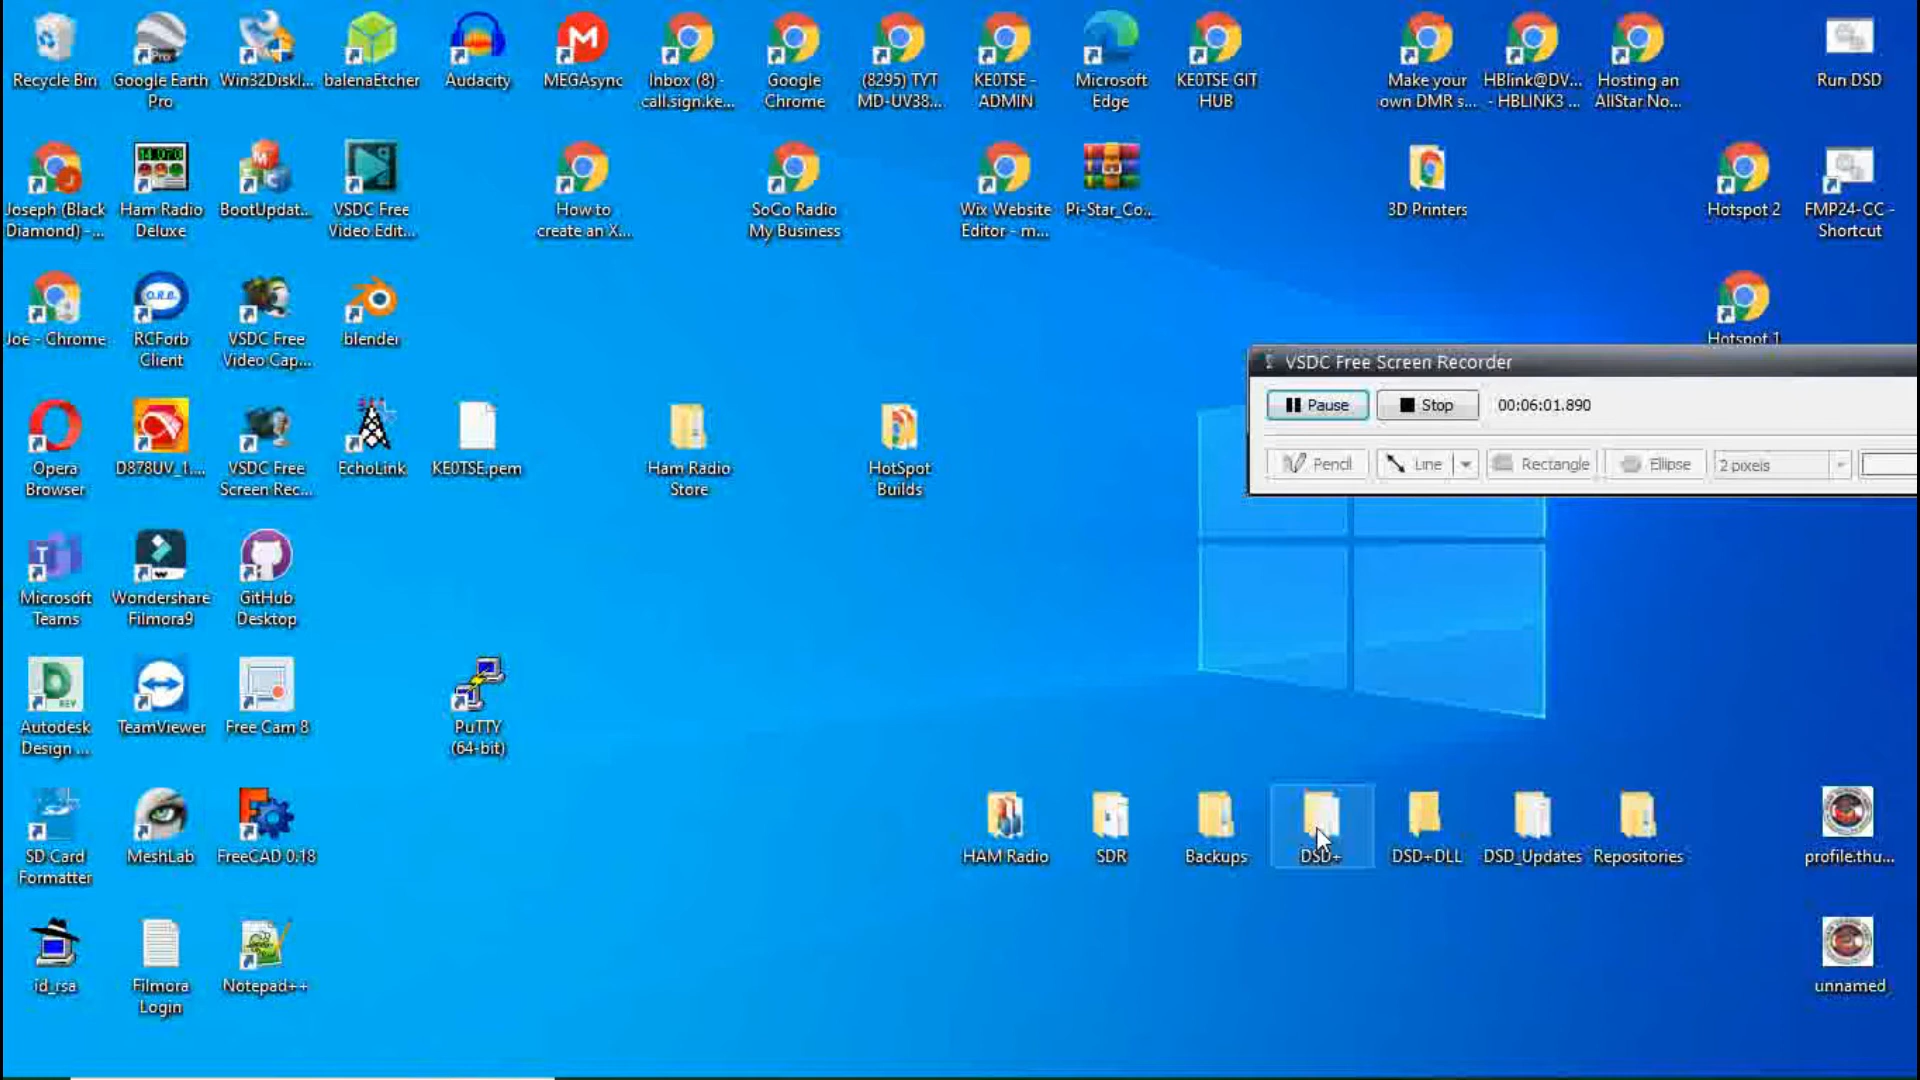 Recycle Bin
Google Earth
Pro
Win32DiskI...
balenaEtcher
Audacity
MEGAsync
Inbox (8) -
call.sign.ke...
Google
Chrome
(8295) TYT
MD-UV38...
KE0TSE -
ADMIN
Microsoft
Edge
KE0TSE GIT
HUB
Make your
own DMR s...
HBlink@DV...
- HBLINK3 ...
Hosting an
AllStar No...
Run DSD
Joseph (Black
Diamond) -...
Ham Radio
Deluxe
BootUpdat...
VSDC Free
Video Edit...
How to
create an X...
SoCo Radio
My Business
Wix Website
Editor - m...
Pi-Star_Co...
3D Printers
Hotspot 2
FMP24-CC -
Shortcut
Joe - Chrome
O.R.B.
RCForb
Client
VSDC Free
Video Cap...
blender
Hotspot 1
VSDC Free Screen Recorder
Pause
Stop
00:06:01.890
Pencil
Line
Rectangle
Ellipse
2 pixels
Opera
Browser
D878UV_1....
VSDC Free
Screen Rec...
EchoLink
KE0TSE.pem
Ham Radio
Store
HotSpot
Builds
Microsoft
Teams
Wondershare
Filmora9
GitHub
Desktop
Autodesk
Design ...
TeamViewer
Free Cam 8
PuTTY
(64-bit)
SD Card
Formatter
MeshLab
FreeCAD 0.18
HAM Radio
SDR
Backups
DSD+
DSD+DLL
DSD_Updates
Repositories
profile.thu...
id_rsa
Filmora
Login
Notepad++
unnamed